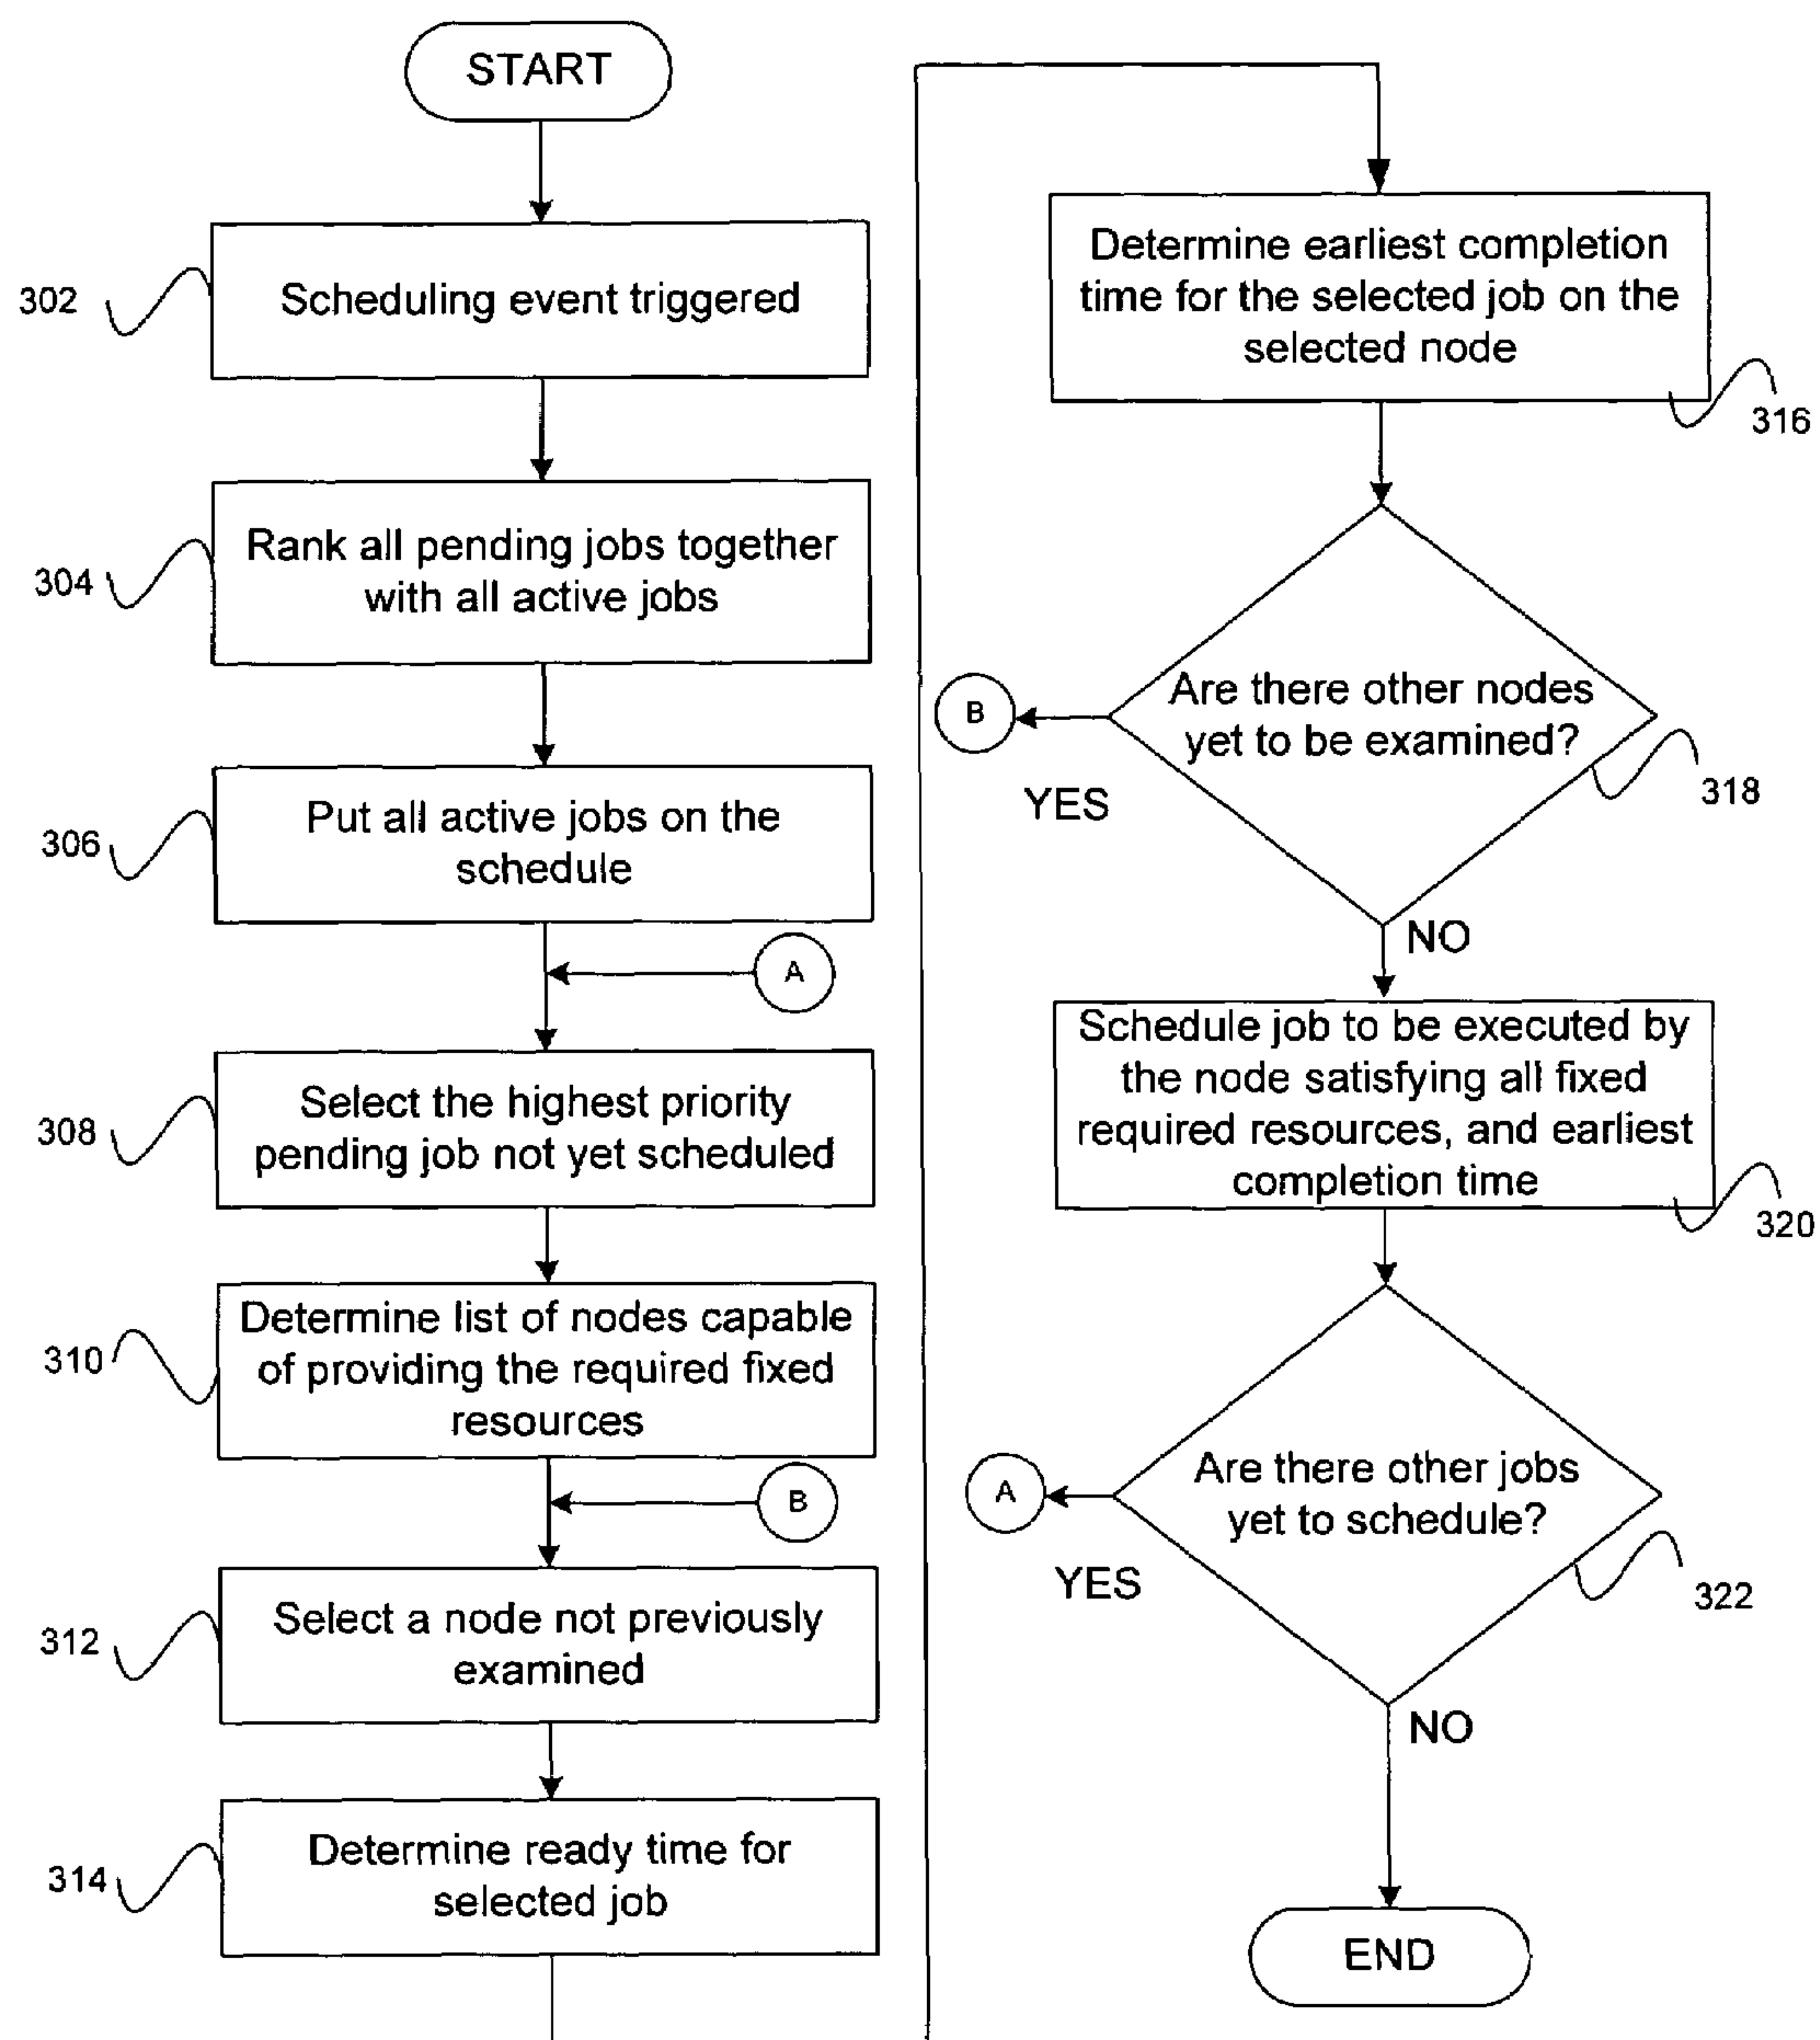 START
302
Scheduling event triggered
304
Rank all pending jobs together
with all active jobs
306
Put all active jobs on the
schedule
A
308
Select the highest priority
pending job not yet scheduled
310
Determine list of nodes capable
of providing the required fixed
resources
B
312
Select a node not previously
examined
314
Determine ready time for
selected job
Determine earliest completion
time for the selected job on the
selected node
316
Are there other nodes
yet to be examined?
318
B
YES
NO
Schedule job to be executed by
the node satisfying all fixed
required resources, and earliest
completion time
320
Are there other jobs
yet to schedule?
322
A
YES
NO
END